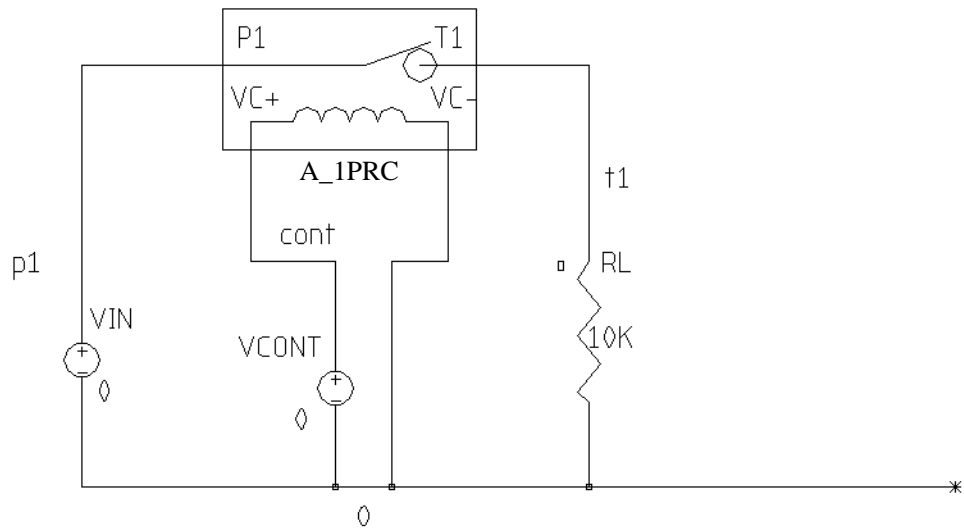 P1 T1
VC+ VC-
A_1PRC
t1
cont
p1
RL
VIN
VCONT
10K
0
0
0